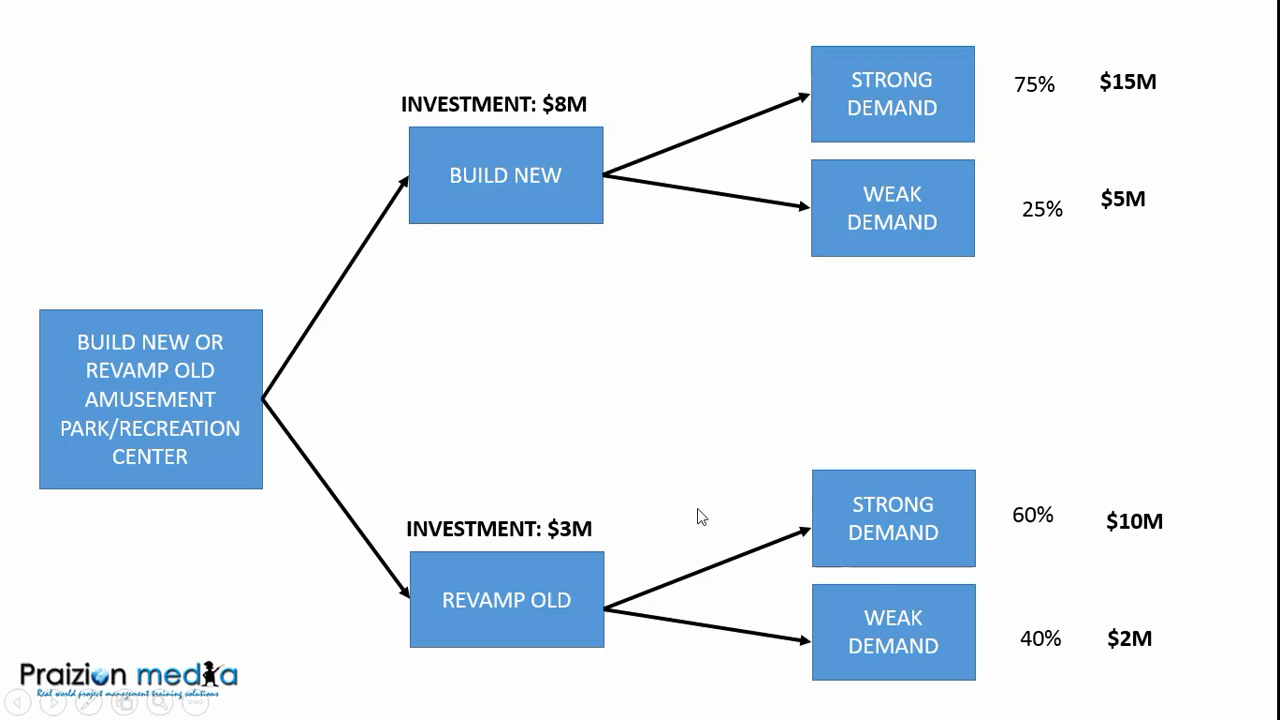 INVESTMENT: $8M
BUILD NEW
STRONG
DEMAND
75%
$15M
WEAK
DEMAND
25%
$5M
BUILD NEW OR
REVAMP OLD
AMUSEMENT
PARK/RECREATION
CENTER
INVESTMENT: $3M
REVAMP OLD
STRONG
DEMAND
60%
$10M
WEAK
DEMAND
40%
$2M
Praizion media
Real world project management training solutions